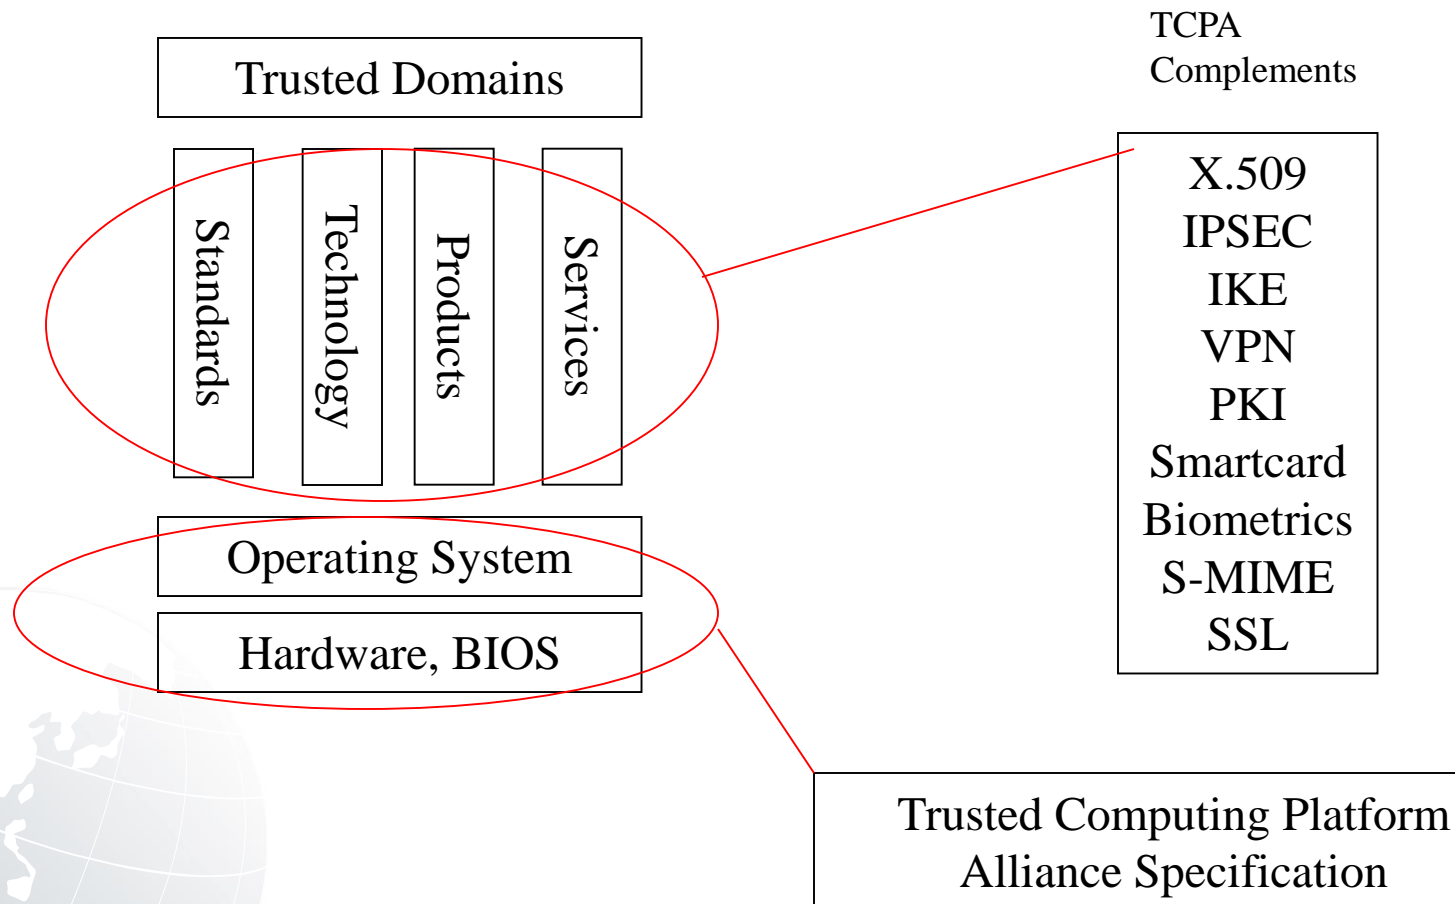 TCPA
Complements
Trusted Domains
Standards
Technology
Products
Services
X.509
IPSEC
IKE
VPN
PKI
Smartcard
Biometrics
S-MIME
SSL
Operating System
Hardware, BIOS
Trusted Computing Platform
Alliance Specification